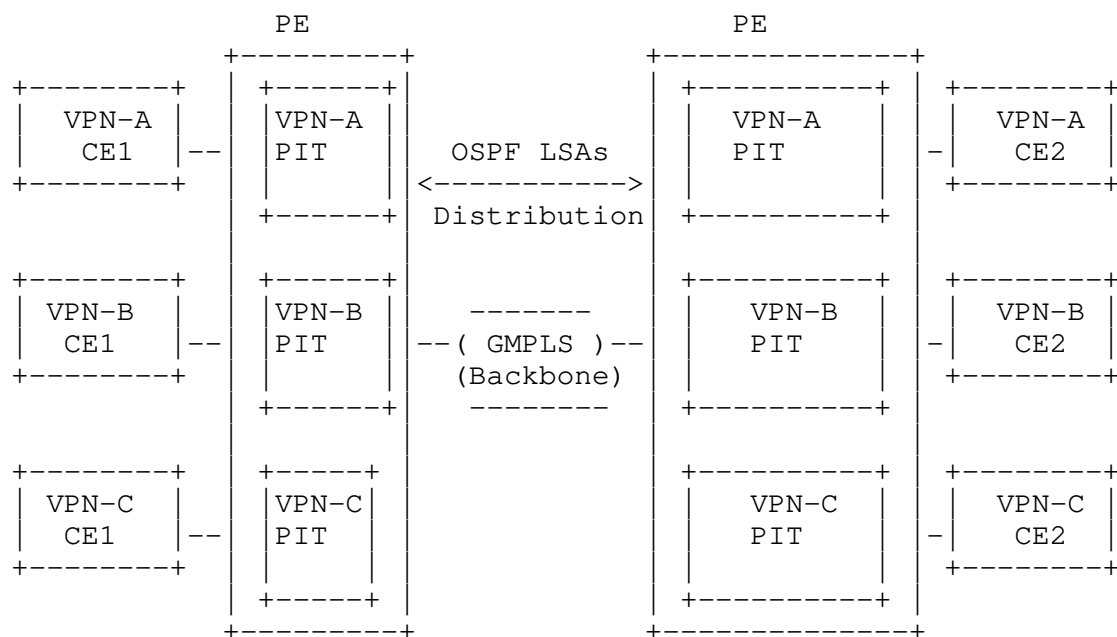 PE PE
VPN-A VPN-A VPN-A VPN-A
CE1 PIT OSPF LSAs PIT CE2
Distribution
VPN-B VPN-B VPN-B VPN-B
CE1 PIT ( GMPLS ) PIT CE2
(Backbone)
VPN-C VPN-C VPN-C VPN-C
CE1 PIT PIT CE2